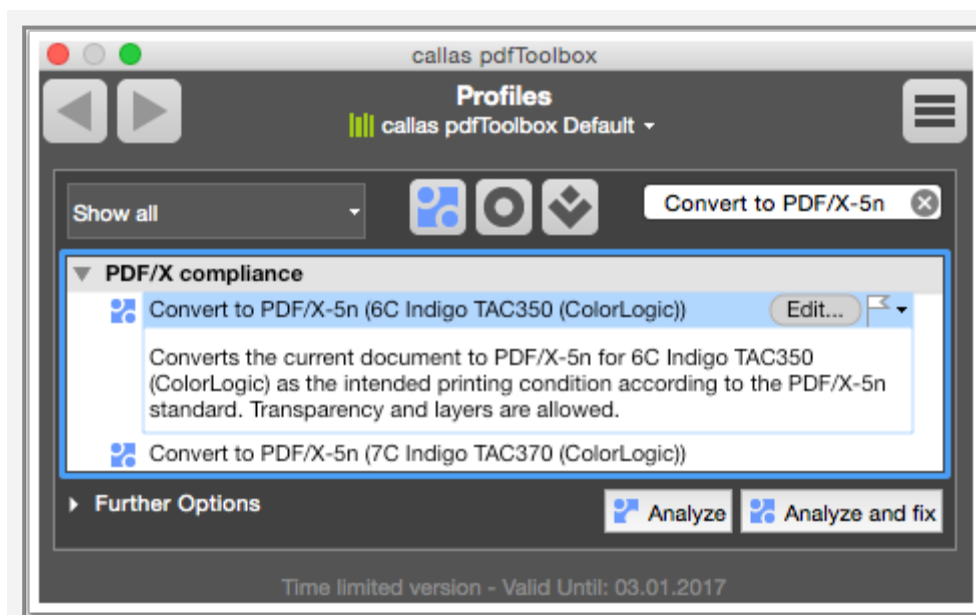 callas pdfToolbox
Profiles
callas pdfToolbox Default
Show all
Convert to PDF/X-5n
PDF/X compliance
Convert to PDF/X-5n (6C Indigo TAC350 (ColorLogic))
Edit...
Converts the current document to PDF/X-5n for 6C Indigo TAC350
(ColorLogic) as the intended printing condition according to the PDF/X-5n
standard. Transparency and layers are allowed.
Convert to PDF/X-5n (7C Indigo TAC370 (ColorLogic))
Further Options
Analyze
Analyze and fix
Time limited version - Valid Until: 03.01.2017